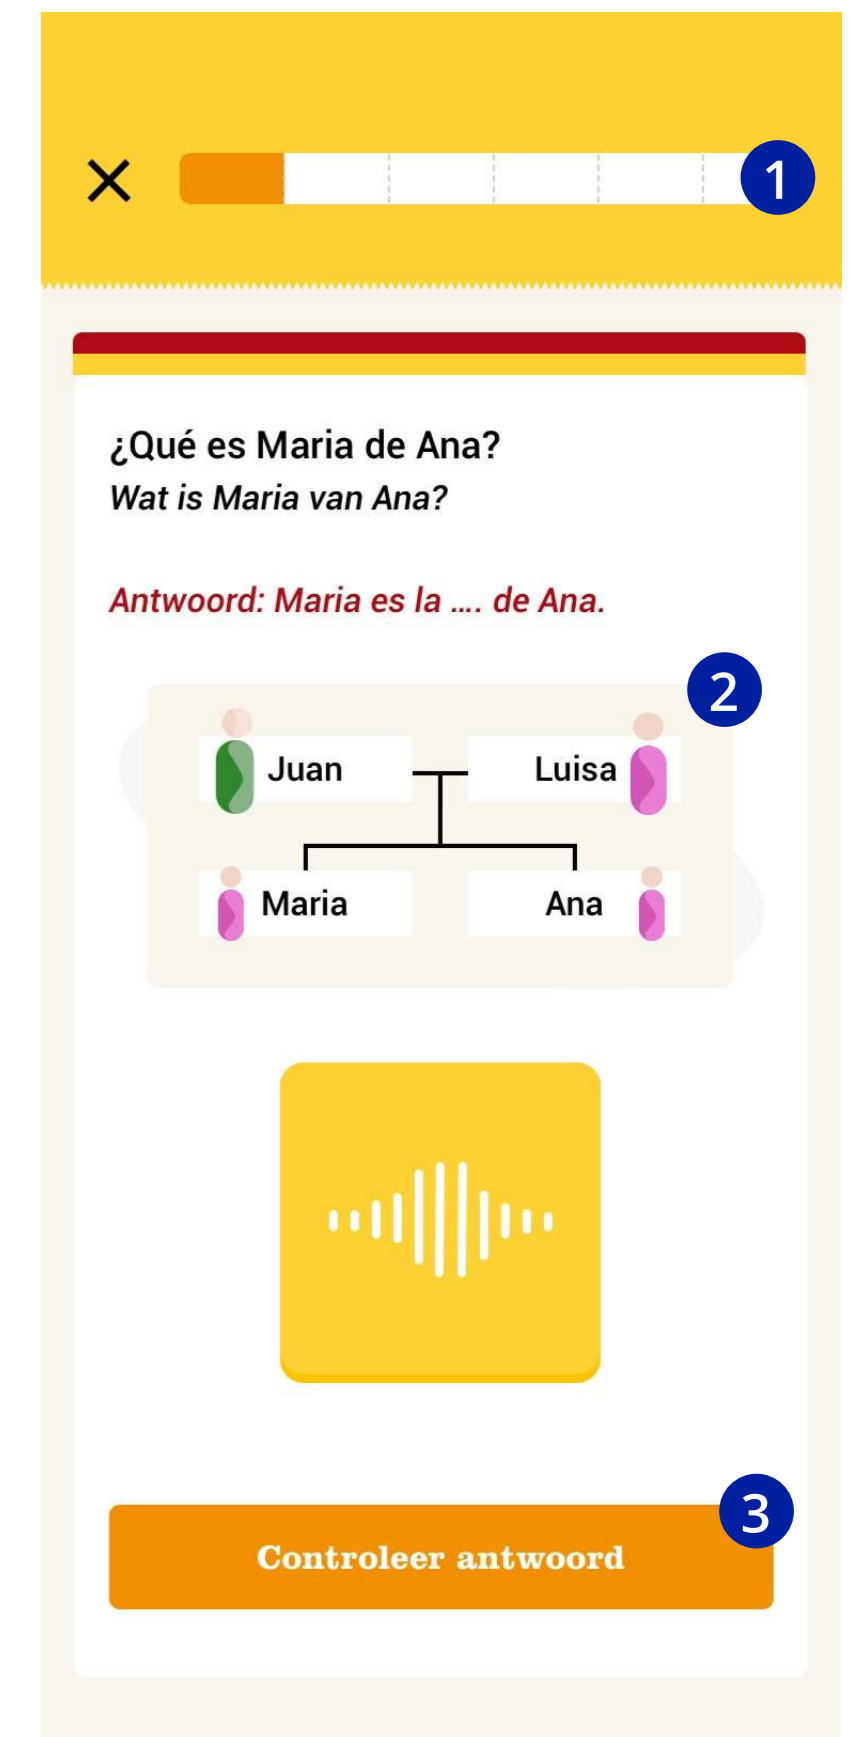 1
¿Qué es Maria de Ana?
Wat is Maria van Ana?
Antwoord: Maria es la .... de Ana.
2
Juan
Luisa
Maria
Ana
3
Controleer antwoord